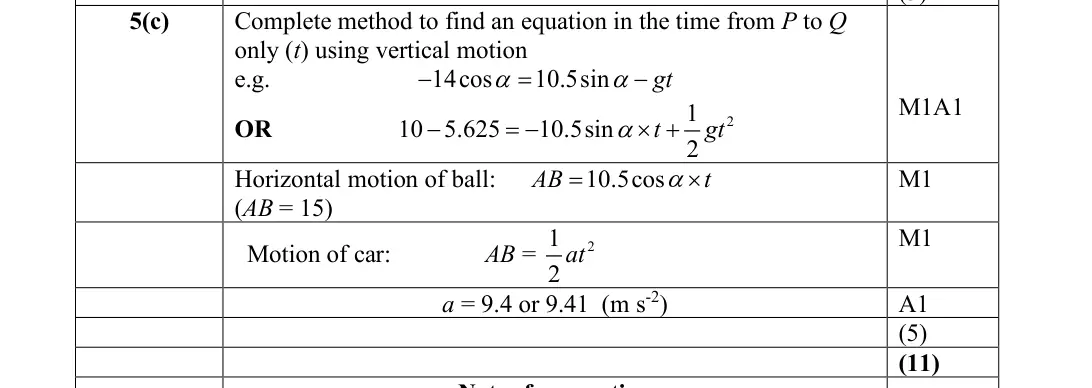 5(c) Complete method to find an equation in the time from P to Q
only (t) using vertical motion
e.g. −14cos α = 10.5sin α − gt
M1A1
OR 10 − 5.625 = −10.5sin α × t + 1/2 gt²
Horizontal motion of ball: AB = 10.5cos α × t M1
(AB = 15)
Motion of car: AB = 1/2 at² M1
a = 9.4 or 9.41 (m s⁻²) A1
(5)
(11)